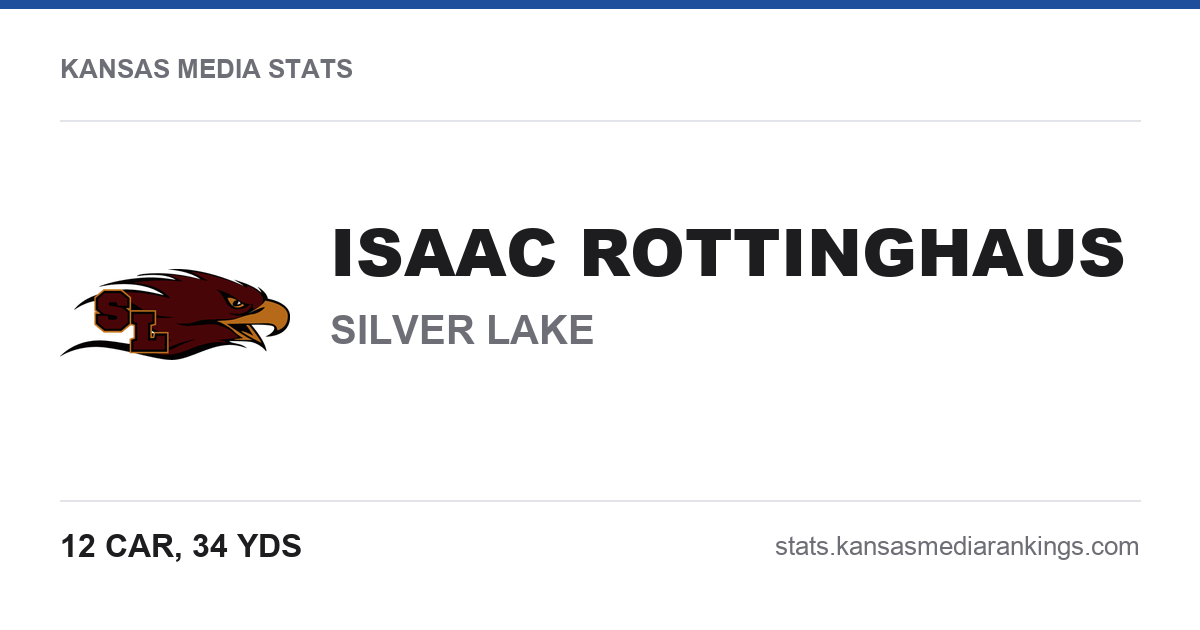 KANSAS MEDIA STATS
ISAAC ROTTINGHAUS
SILVER LAKE
SL
12 CAR, 34 YDS
stats.kansasmediarankings.com